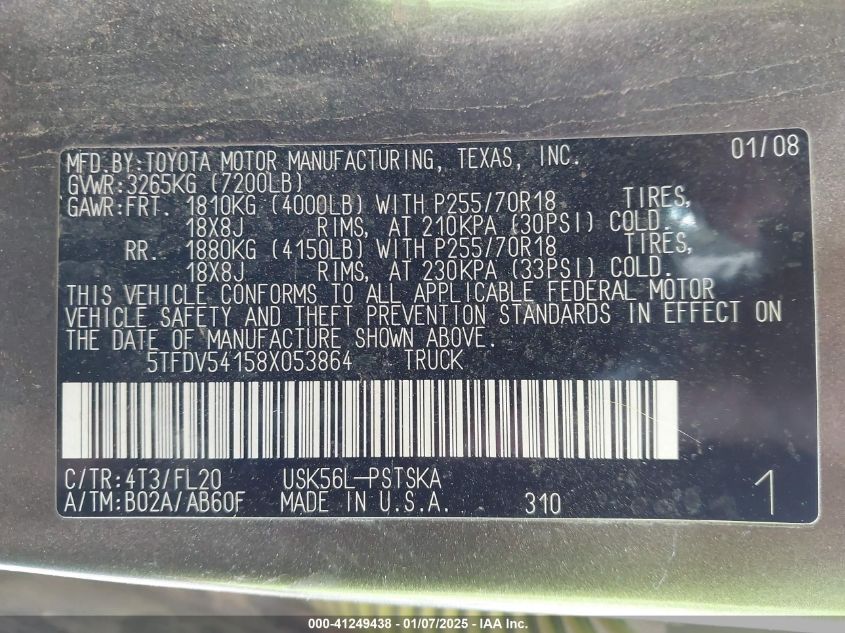 MFD.BY:TOYOTA MOTOR MANUFACTURING, TEXAS, INC. 01/08
GVWR:3265KG (7200LB)
GAWR:FRT. 1810KG (4000LB) WITH P255/70R18 TIRES,
18X8J RIMS, AT 210KPA (30PSI) COLD.
RR. 1880KG (4150LB) WITH P255/70R18 TIRES,
18X8J RIMS, AT 230KPA (33PSI) COLD.
THIS VEHICLE CONFORMS TO ALL APPLICABLE FEDERAL MOTOR
VEHICLE SAFETY AND THEFT PREVENTION STANDARDS IN EFFECT ON
THE DATE OF MANUFACTURE SHOWN ABOVE.
5TFDV54158X053864 TRUCK
C/TR:4T3/FL20 USK56L-PSTSKA
A/TM:B02A/AB60F MADE IN U.S.A. 310 1
000-41249438 - 01/07/2025 - IAA Inc.